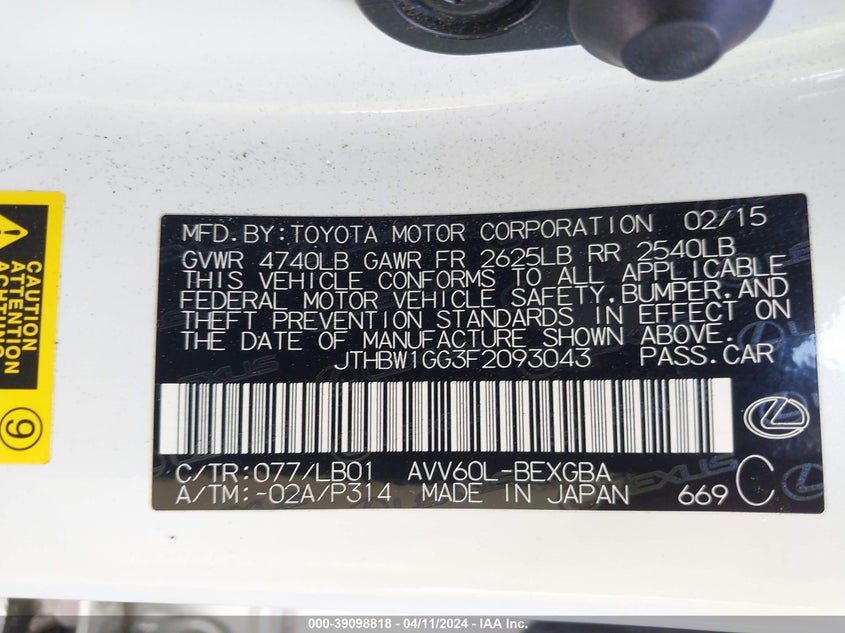 MFD.BY:TOYOTA MOTOR CORPORATION 02/15
GVWR 4740LB GAWR FR 2625LB RR 2540LB
THIS VEHICLE CONFORMS TO ALL APPLICABLE
FEDERAL MOTOR VEHICLE SAFETY,BUMPER,AND
THEFT PREVENTION STANDARDS IN EFFECT ON
THE DATE OF MANUFACTURE SHOWN ABOVE.
JTHBW1GG3F2093043 PASS.CAR
C/TR:077/LB01 AVV60L-BEXGBA
A/TM:-02A/P314 MADE IN JAPAN 669 C
LEXUS
CAUTION
ATTENTION
ACHTUNG
9
000-39098818 - 04/11/2024 - IAA Inc.